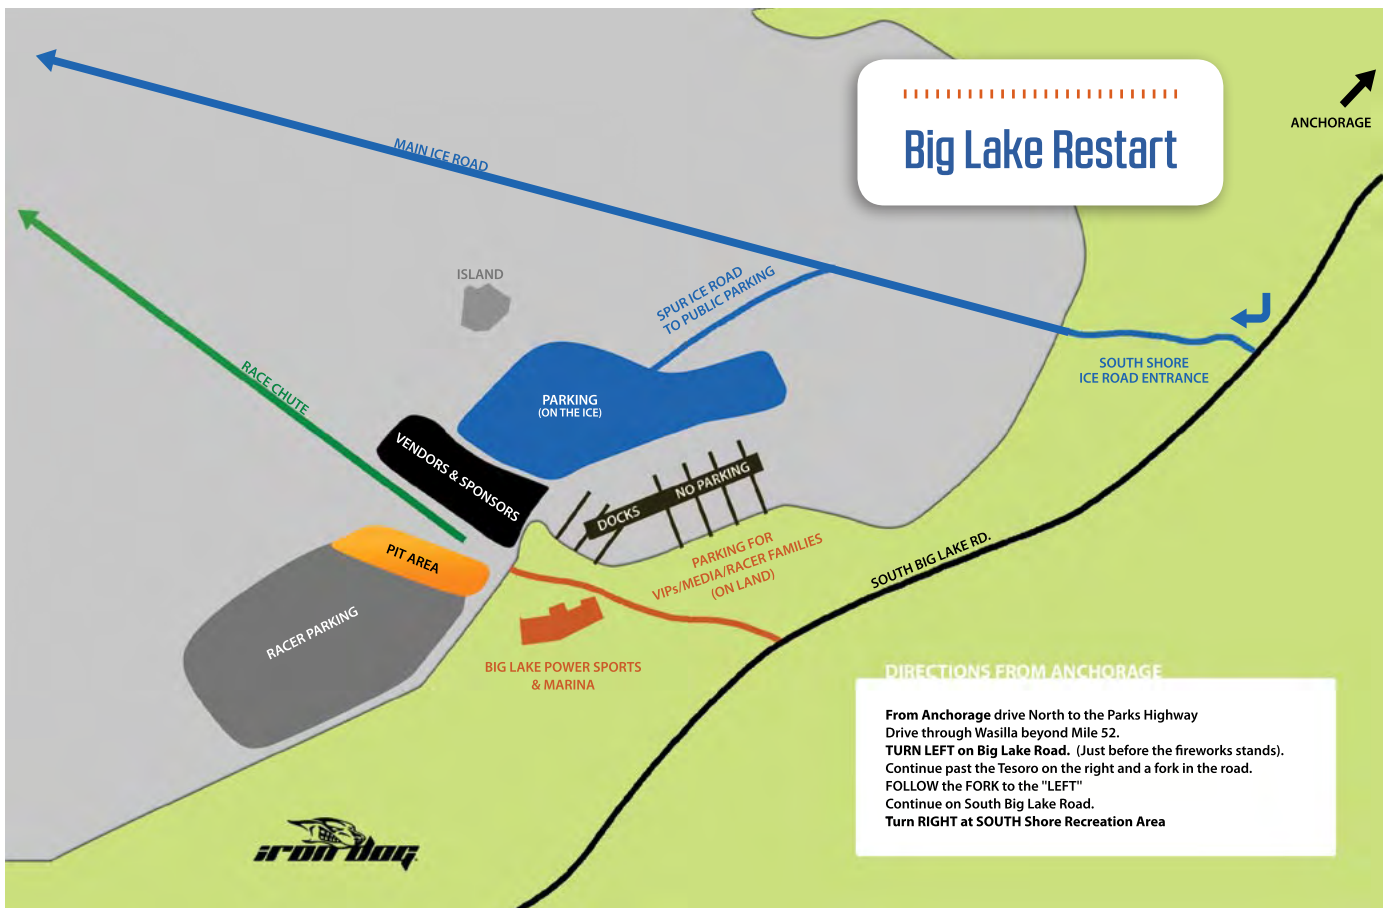 Big Lake Restart
ANCHORAGE
MAIN ICE ROAD
ISLAND
SPUR ICE ROAD
TO PUBLIC PARKING
SOUTH SHORE
ICE ROAD ENTRANCE
RACE CHUTE
PARKING
(ON THE ICE)
VENDORS & SPONSORS
DOCKS
NO PARKING
PIT AREA
RACER PARKING
PARKING FOR
VIPs/MEDIA/RACER FAMILIES
(ON LAND)
SOUTH BIG LAKE RD.
BIG LAKE POWER SPORTS
& MARINA
DIRECTIONS FROM ANCHORAGE
From Anchorage drive North to the Parks Highway
Drive through Wasilla beyond Mile 52.
TURN LEFT on Big Lake Road. (Just before the fireworks stands).
Continue past the Tesoro on the right and a fork in the road.
FOLLOW the FORK to the "LEFT"
Continue on South Big Lake Road.
Turn RIGHT at SOUTH Shore Recreation Area
iron dog